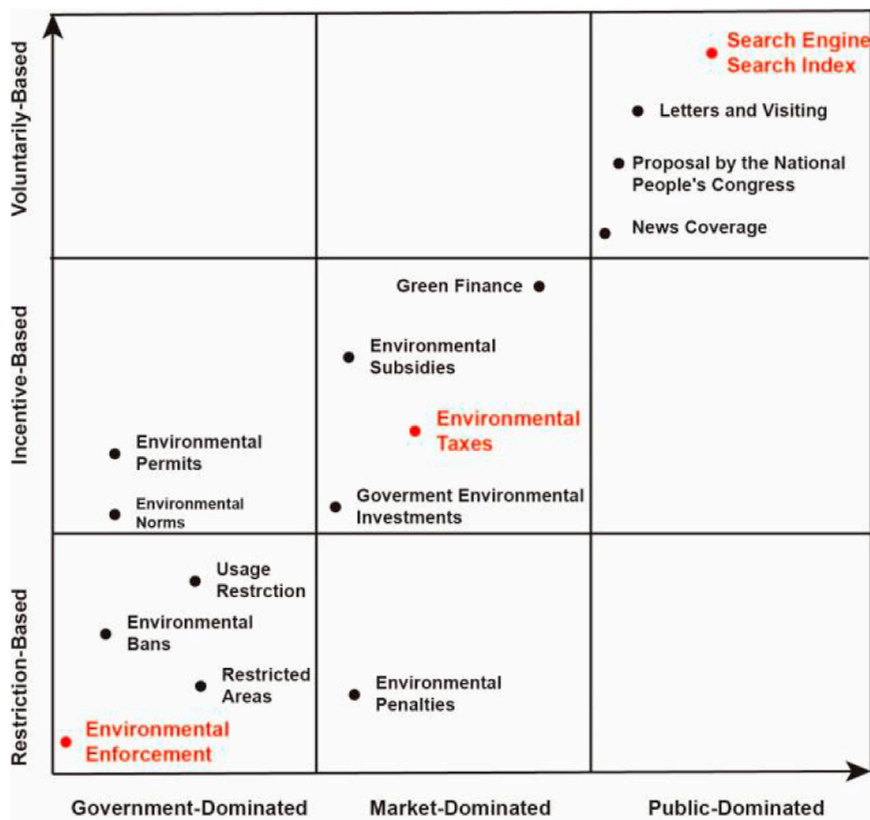 Voluntarily-Based
Search Engine
Search Index
Letters and Visiting
Proposal by the National
People's Congress
News Coverage
Incentive-Based
Green Finance
Environmental
Subsidies
Environmental
Taxes
Environmental
Permits
Goverment Environmental
Investments
Environmental
Norms
Restriction-Based
Usage
Restrction
Environmental
Bans
Restricted
Areas
Environmental
Penalties
Environmental
Enforcement
Government-Dominated
Market-Dominated
Public-Dominated